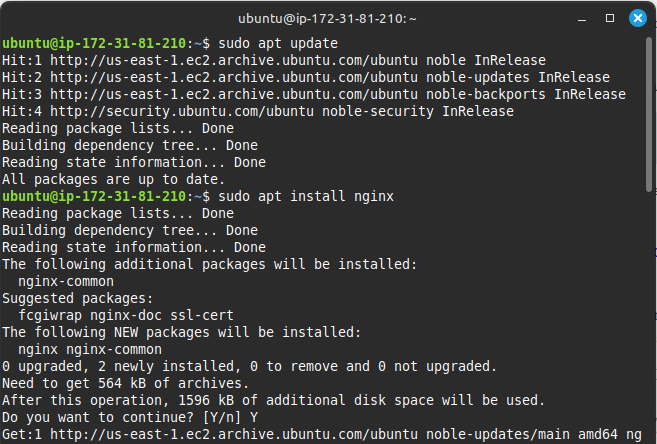 ubuntu@ip-172-31-81-210: ~
ubuntu@ip-172-31-81-210:~$ sudo apt update
Hit:1 http://us-east-1.ec2.archive.ubuntu.com/ubuntu noble InRelease
Hit:2 http://us-east-1.ec2.archive.ubuntu.com/ubuntu noble-updates InRelease
Hit:3 http://us-east-1.ec2.archive.ubuntu.com/ubuntu noble-backports InRelease
Hit:4 http://security.ubuntu.com/ubuntu noble-security InRelease
Reading package lists... Done
Building dependency tree... Done
Reading state information... Done
All packages are up to date.
ubuntu@ip-172-31-81-210:~$ sudo apt install nginx
Reading package lists... Done
Building dependency tree... Done
Reading state information... Done
The following additional packages will be installed:
  nginx-common
Suggested packages:
  fcgiwrap nginx-doc ssl-cert
The following NEW packages will be installed:
  nginx nginx-common
0 upgraded, 2 newly installed, 0 to remove and 0 not upgraded.
Need to get 564 kB of archives.
After this operation, 1596 kB of additional disk space will be used.
Do you want to continue? [Y/n] Y
Get:1 http://us-east-1.ec2.archive.ubuntu.com/ubuntu noble-updates/main amd64 ng